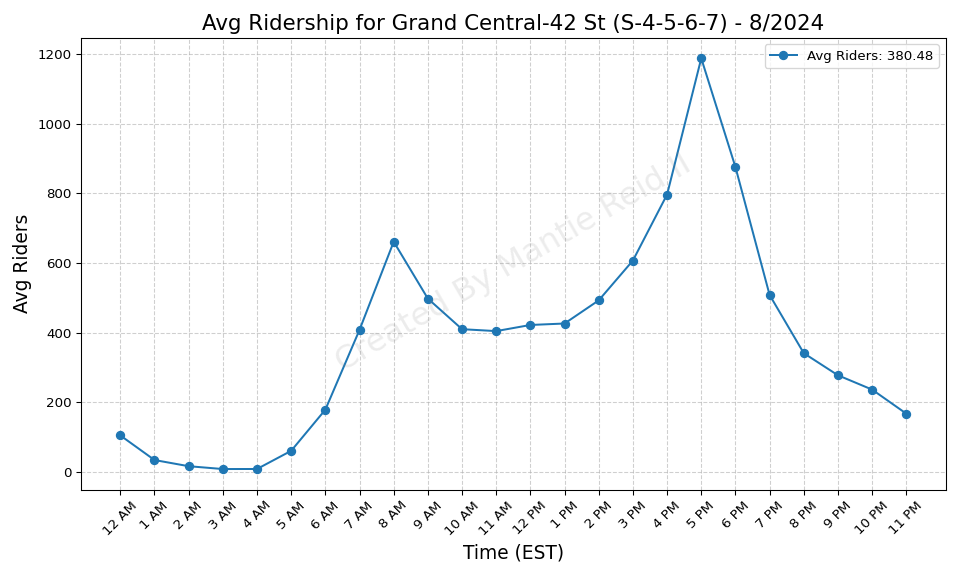 Avg Ridership for Grand Central-42 St (S-4-5-6-7) - 8/2024
Avg Riders: 380.48
1200
1000
800
600
400
200
0
Avg Riders
Created By Mantie Reid II
12 AM
1 AM
2 AM
3 AM
4 AM
5 AM
6 AM
7 AM
8 AM
9 AM
10 AM
11 AM
12 PM
1 PM
2 PM
3 PM
4 PM
5 PM
6 PM
7 PM
8 PM
9 PM
10 PM
11 PM
Time (EST)